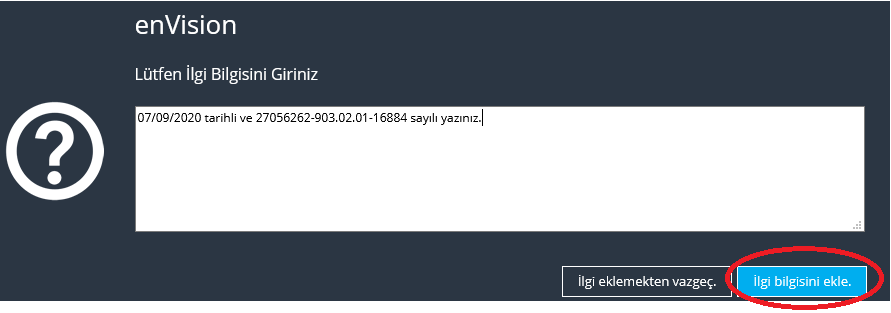 enVision
Lütfen İlgi Bilgisini Giriniz
07/09/2020 tarihli ve 27056262-903.02.01-16884 sayılı yazınız.
İlgi eklemekten vazgeç.
İlgi bilgisini ekle.